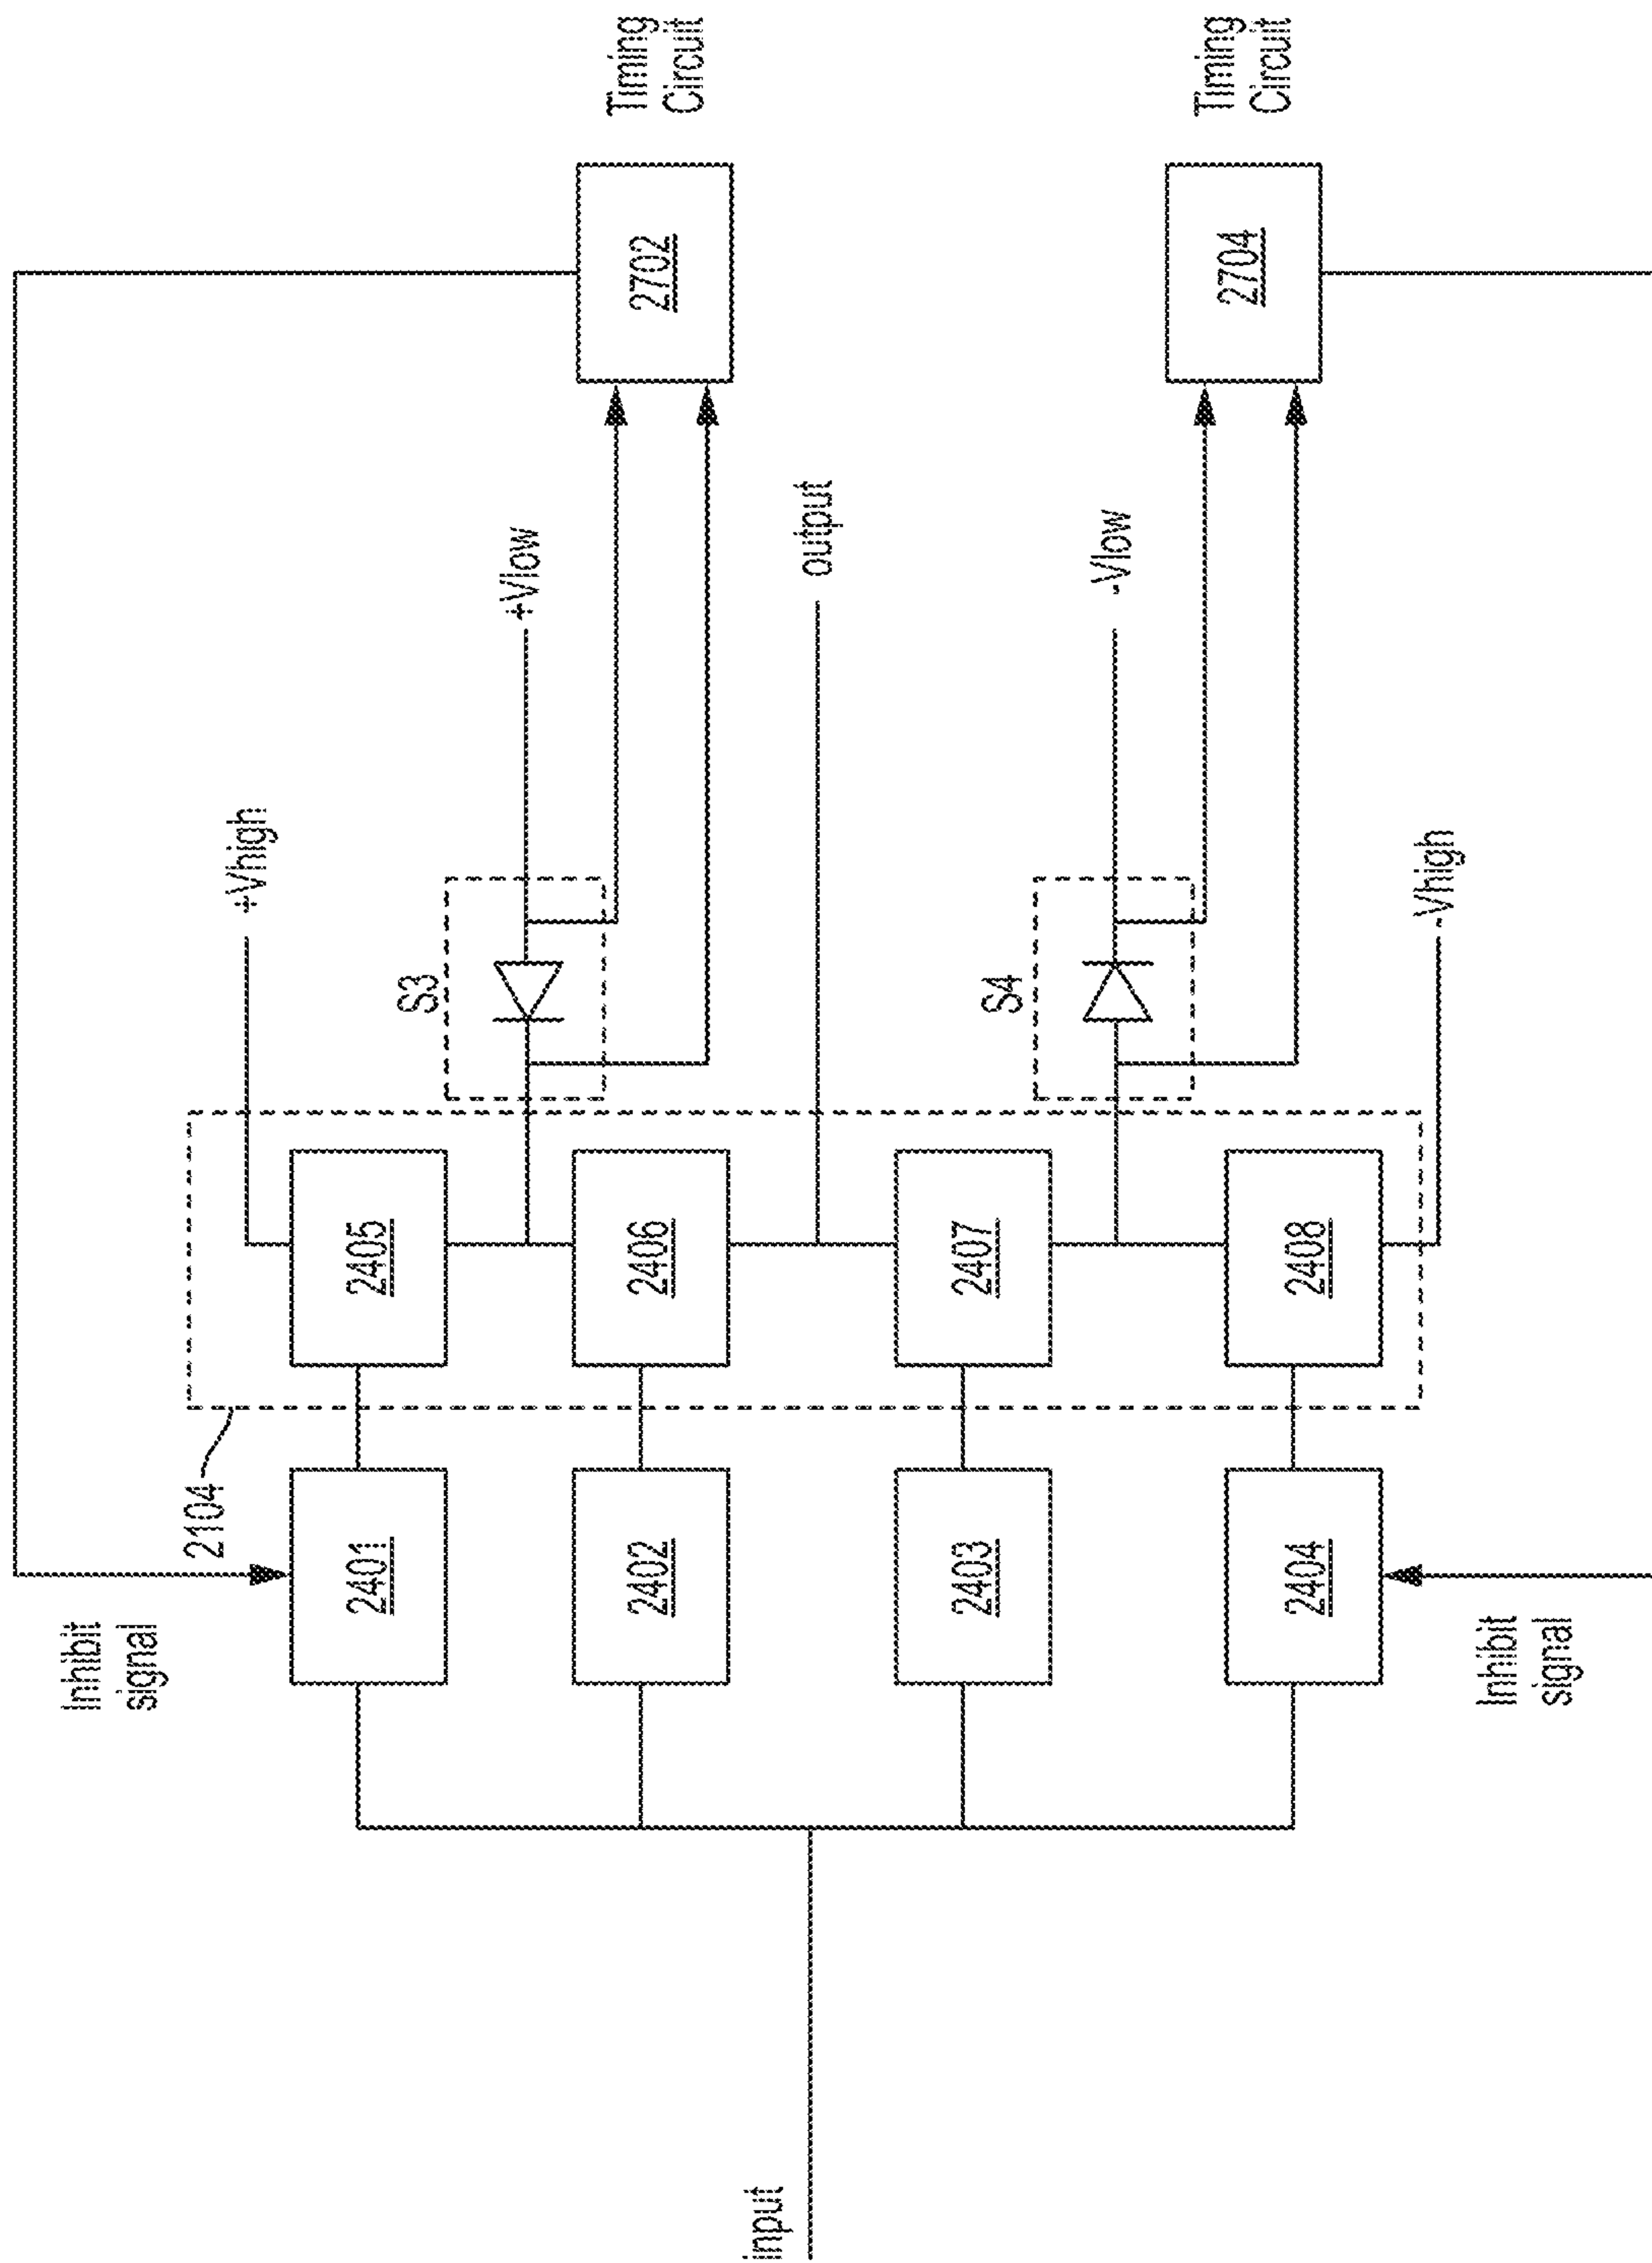 Timing
Circuit
Timing
Circuit
2702
2704
+Vlow
output
-Vlow
+Vhigh
-Vhigh
S3
S4
2405
2406
2407
2408
2104
2401
2402
2403
2404
Inhibit
signal
Inhibit
signal
input